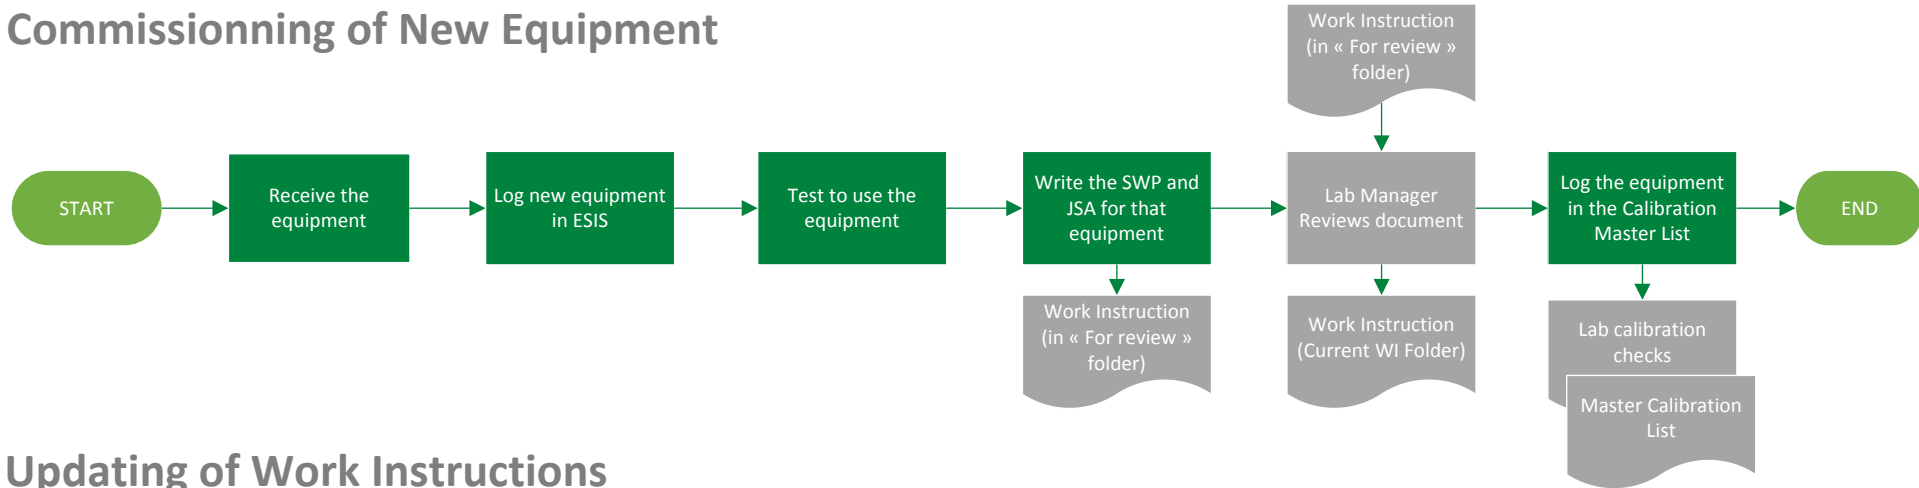 Commissionning of New Equipment
Work Instruction
(in « For review »
folder)
START
Receive the
equipment
Log new equipment
in ESIS
Test to use the
equipment
Write the SWP and
JSA for that
equipment
Lab Manager
Reviews document
Log the equipment
in the Calibration
Master List
END
Work Instruction
(in « For review »
folder)
Work Instruction
(Current WI Folder)
Lab calibration
checks
Master Calibration
List
Updating of Work Instructions